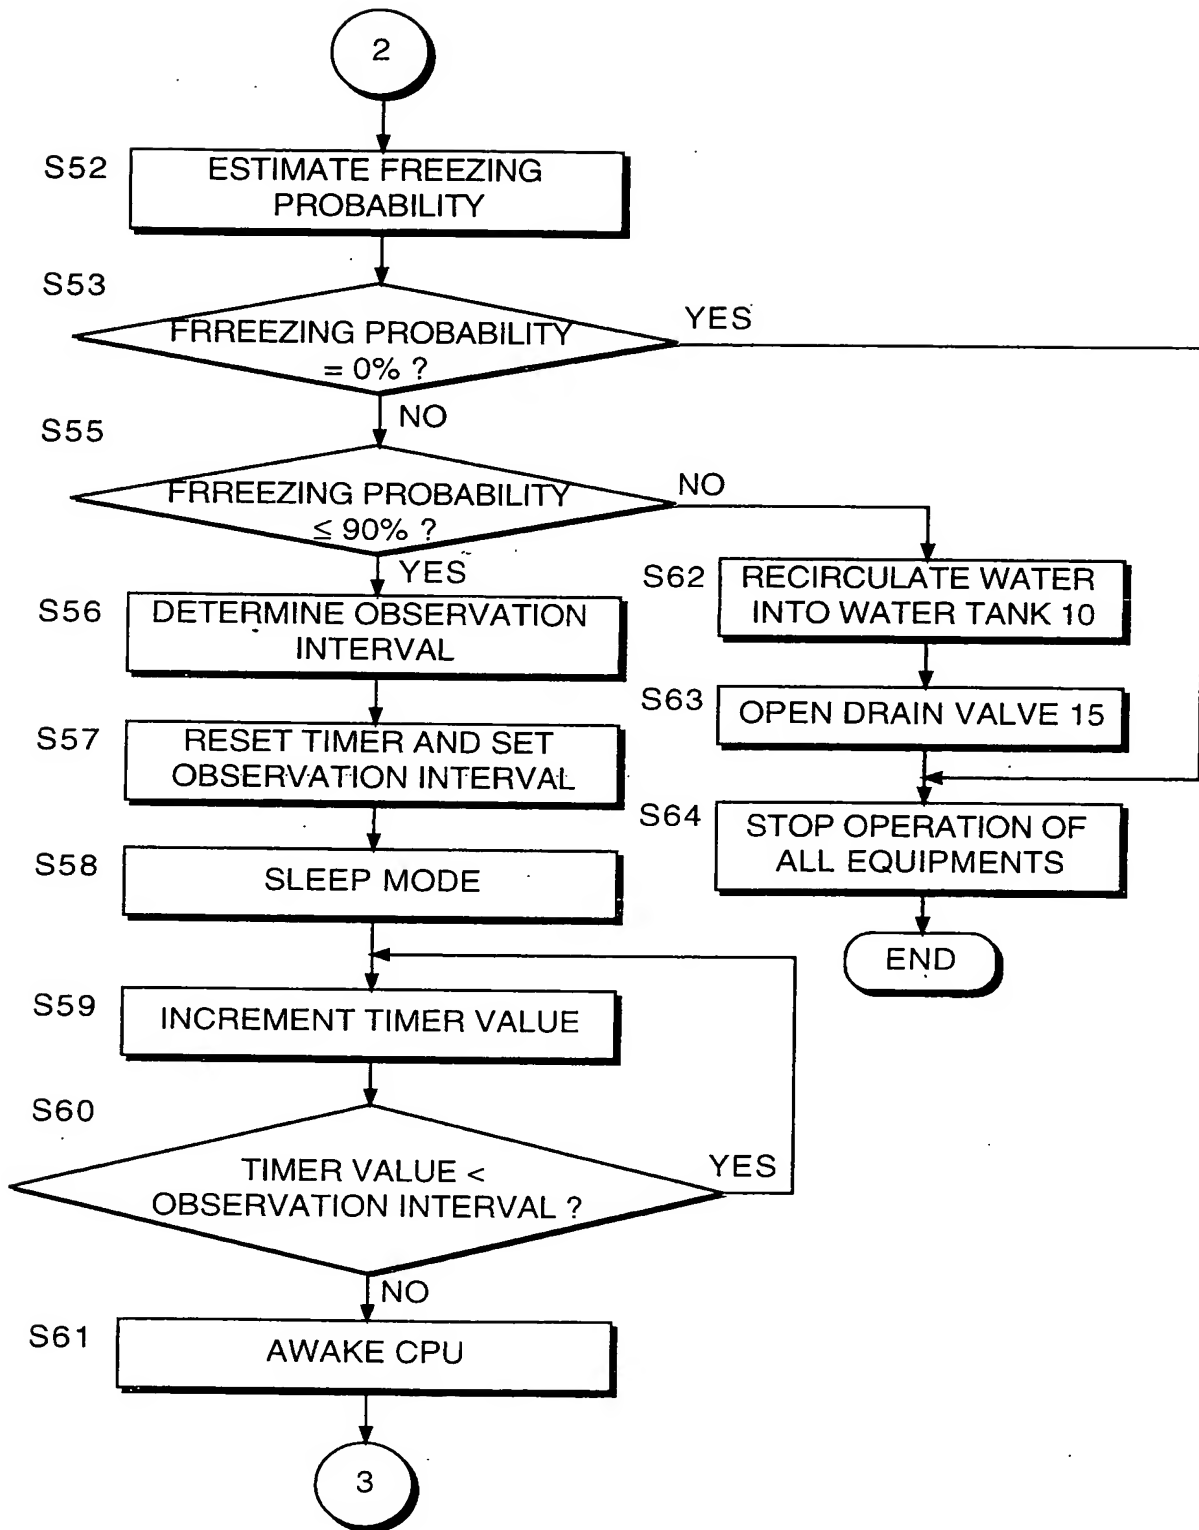 2
S52
ESTIMATE FREEZING
PROBABILITY
S53
FRREEZING PROBABILITY
= 0% ?
YES
NO
S55
FRREEZING PROBABILITY
≤ 90% ?
NO
YES
S56
DETERMINE OBSERVATION
INTERVAL
S57
RESET TIMER AND SET
OBSERVATION INTERVAL
S58
SLEEP MODE
S59
INCREMENT TIMER VALUE
S60
TIMER VALUE <
OBSERVATION INTERVAL ?
YES
NO
S61
AWAKE CPU
3
S62
RECIRCULATE WATER
INTO WATER TANK 10
S63
OPEN DRAIN VALVE 15
S64
STOP OPERATION OF
ALL EQUIPMENTS
END